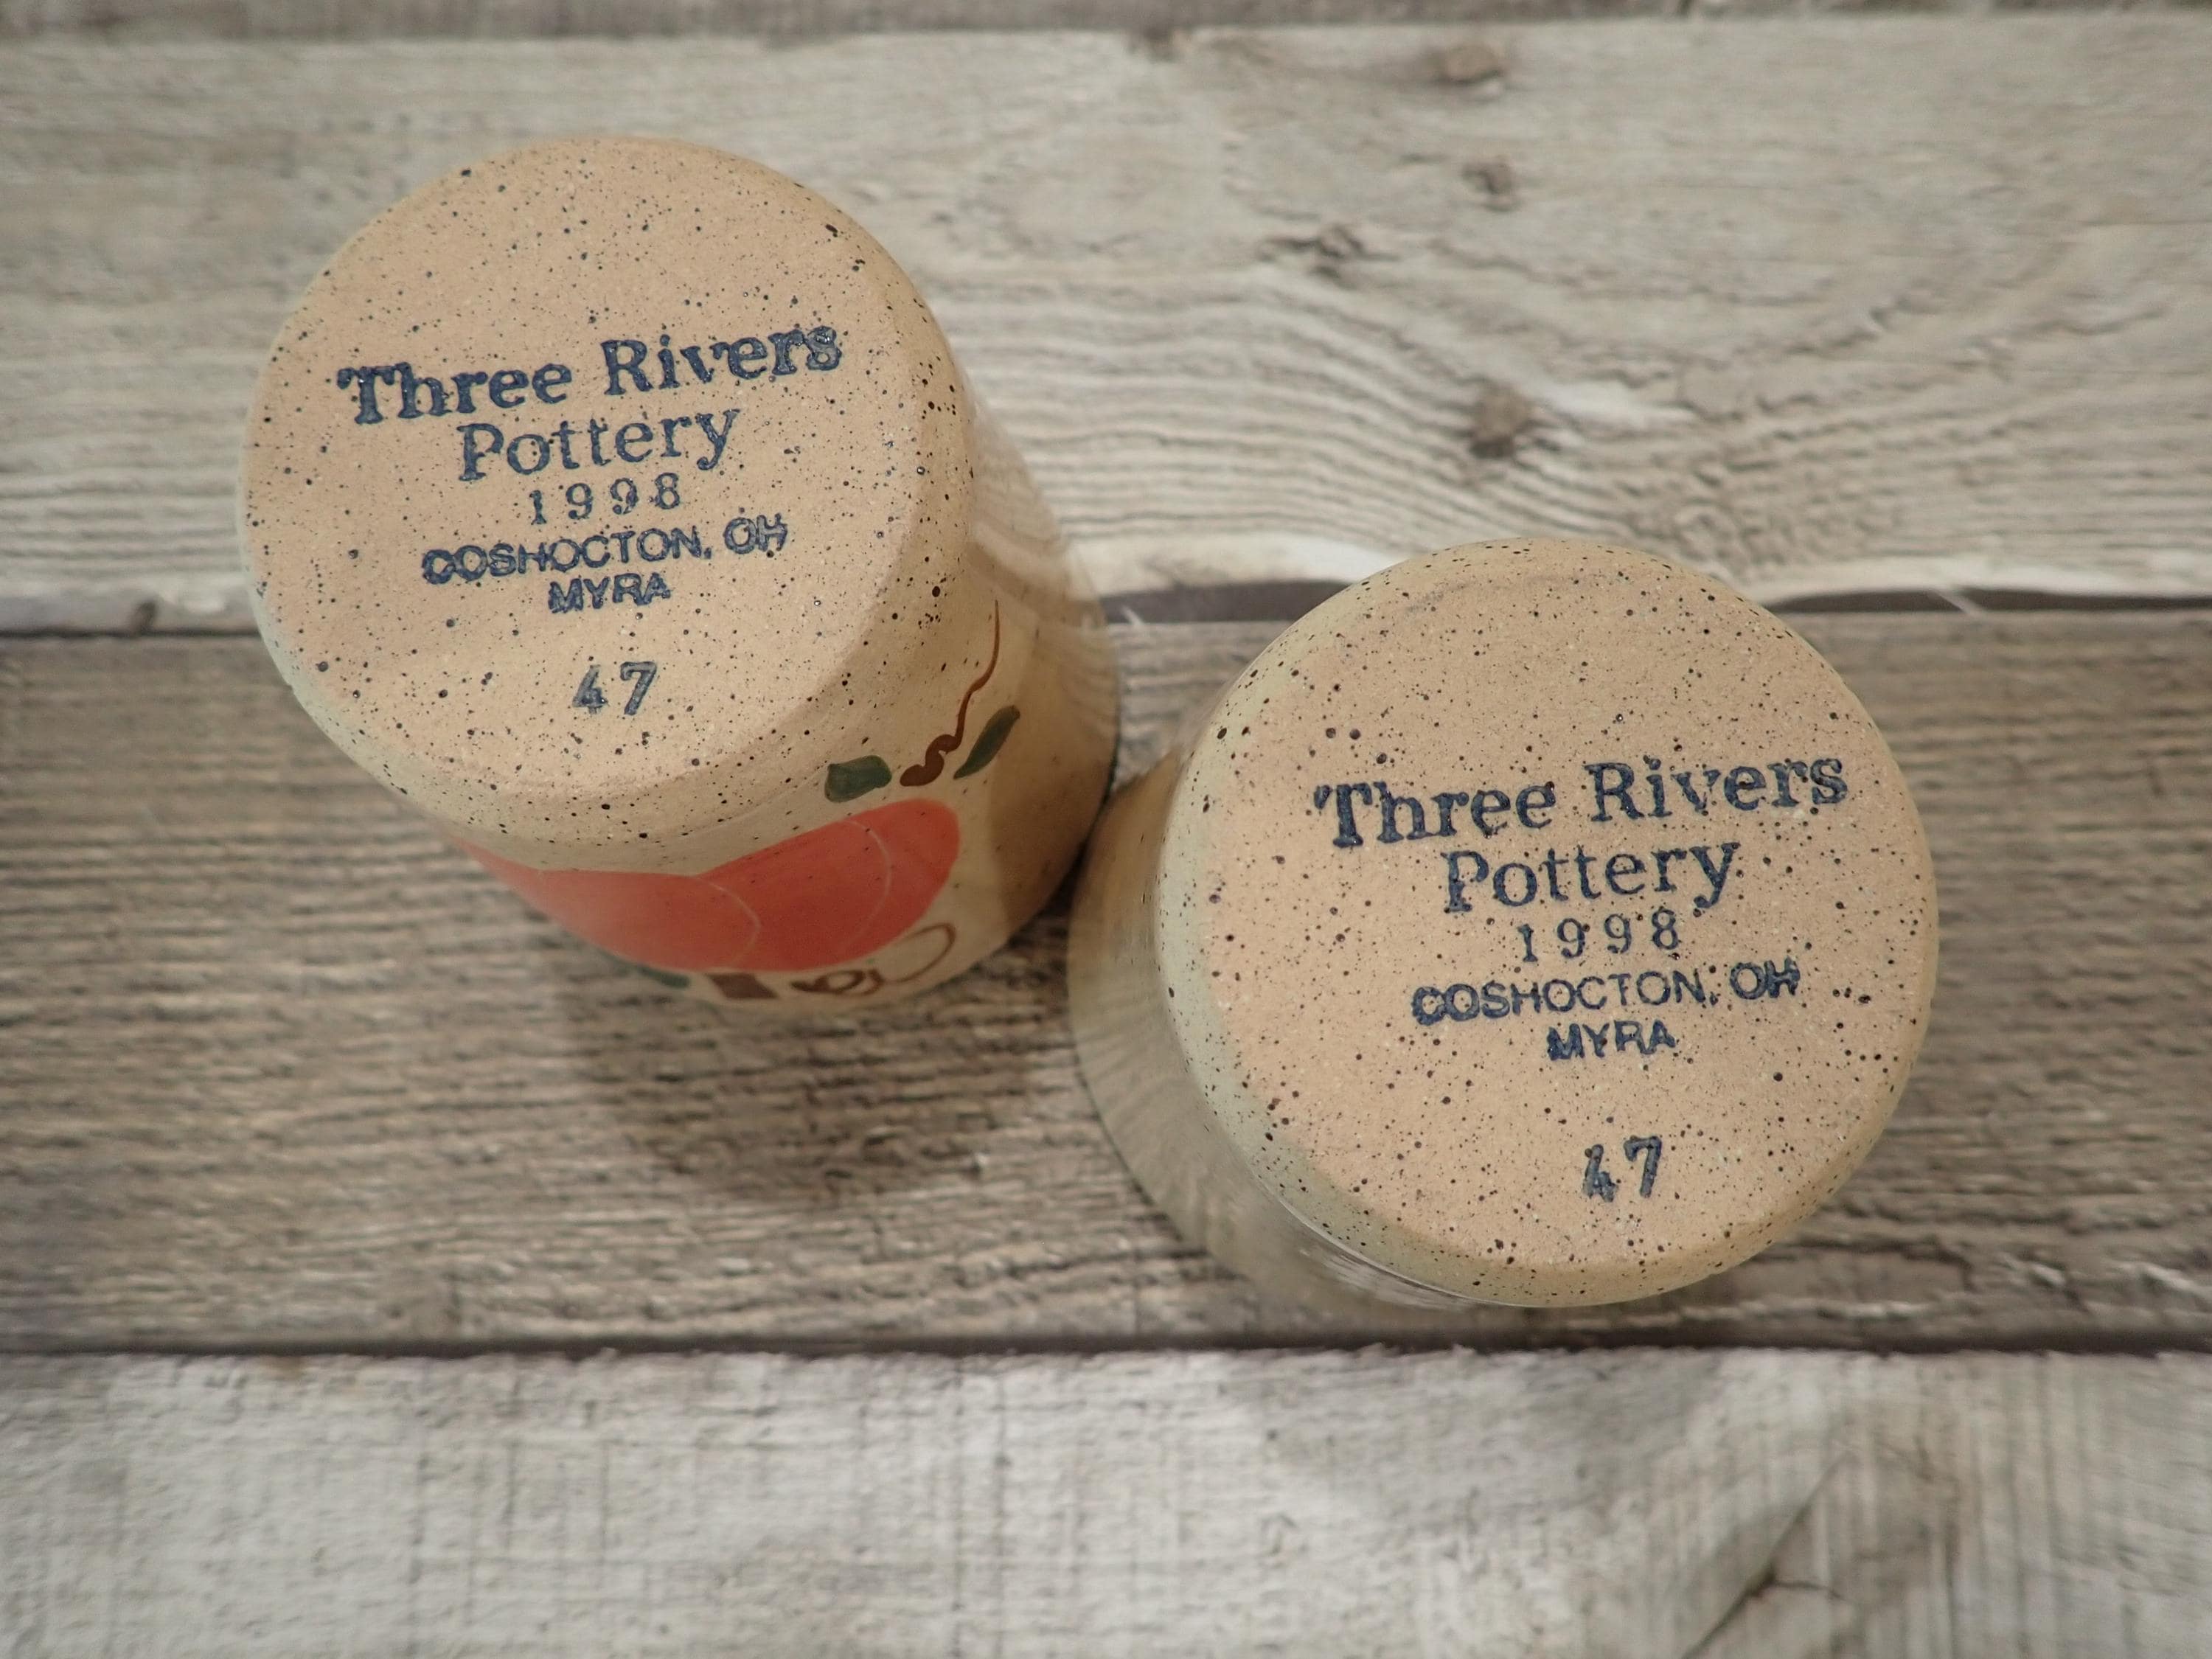 Three Rivers
Pottery
1998
COSHOCTON, OH
MYRA
47
Three Rivers
Pottery
1998
COSHOCTON, OH
MYRA
47